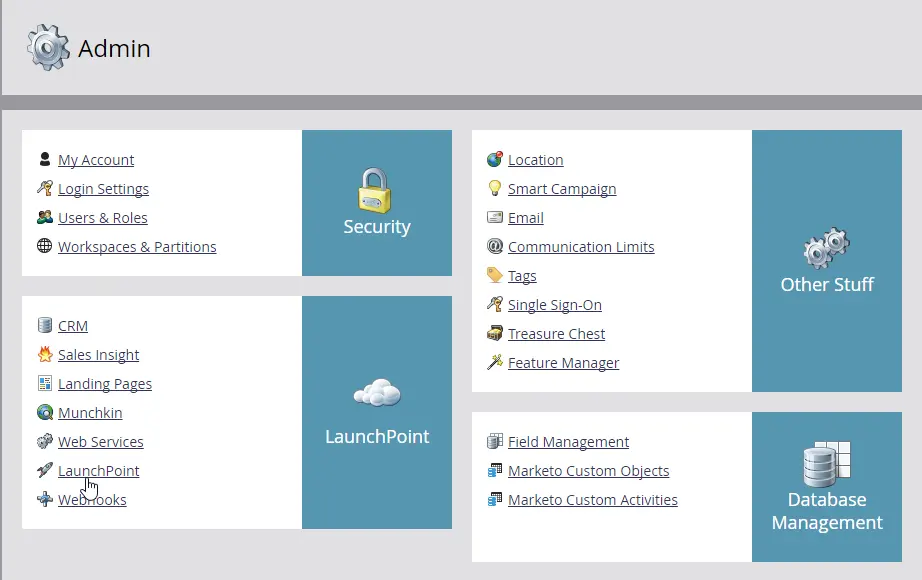 Admin
My Account
Login Settings
Users & Roles
Workspaces & Partitions
Security
CRM
Sales Insight
Landing Pages
Munchkin
Web Services
LaunchPoint
Webhooks
LaunchPoint
Location
Smart Campaign
Email
Communication Limits
Tags
Single Sign-On
Treasure Chest
Feature Manager
Other Stuff
Field Management
Marketo Custom Objects
Marketo Custom Activities
Database
Management